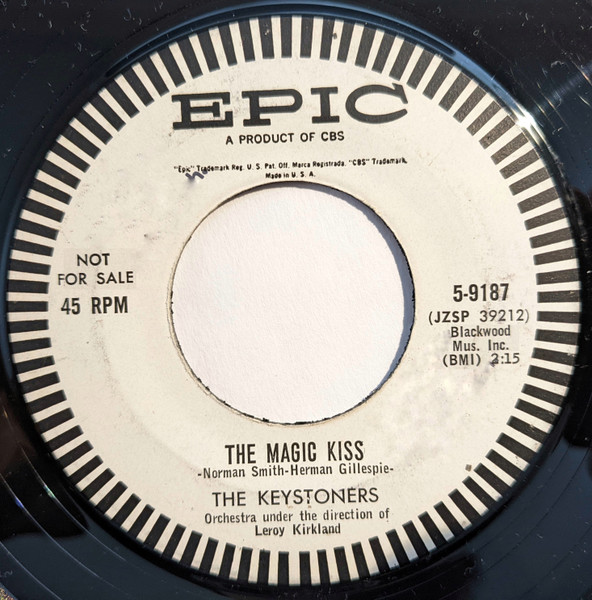 EPIC
A PRODUCT OF CBS
"Epic" Trademark Reg. U. S. Pat. Off. Marca Registrada. "CBS" Trademark.
Made in U. S. A.
NOT
FOR SALE
45 RPM
5-9187
(JZSP 39212)
Blackwood
Mus. Inc.
(BMI) 2:15
THE MAGIC KISS
-Norman Smith-Herman Gillespie-
THE KEYSTONERS
Orchestra under the direction of
Leroy Kirkland